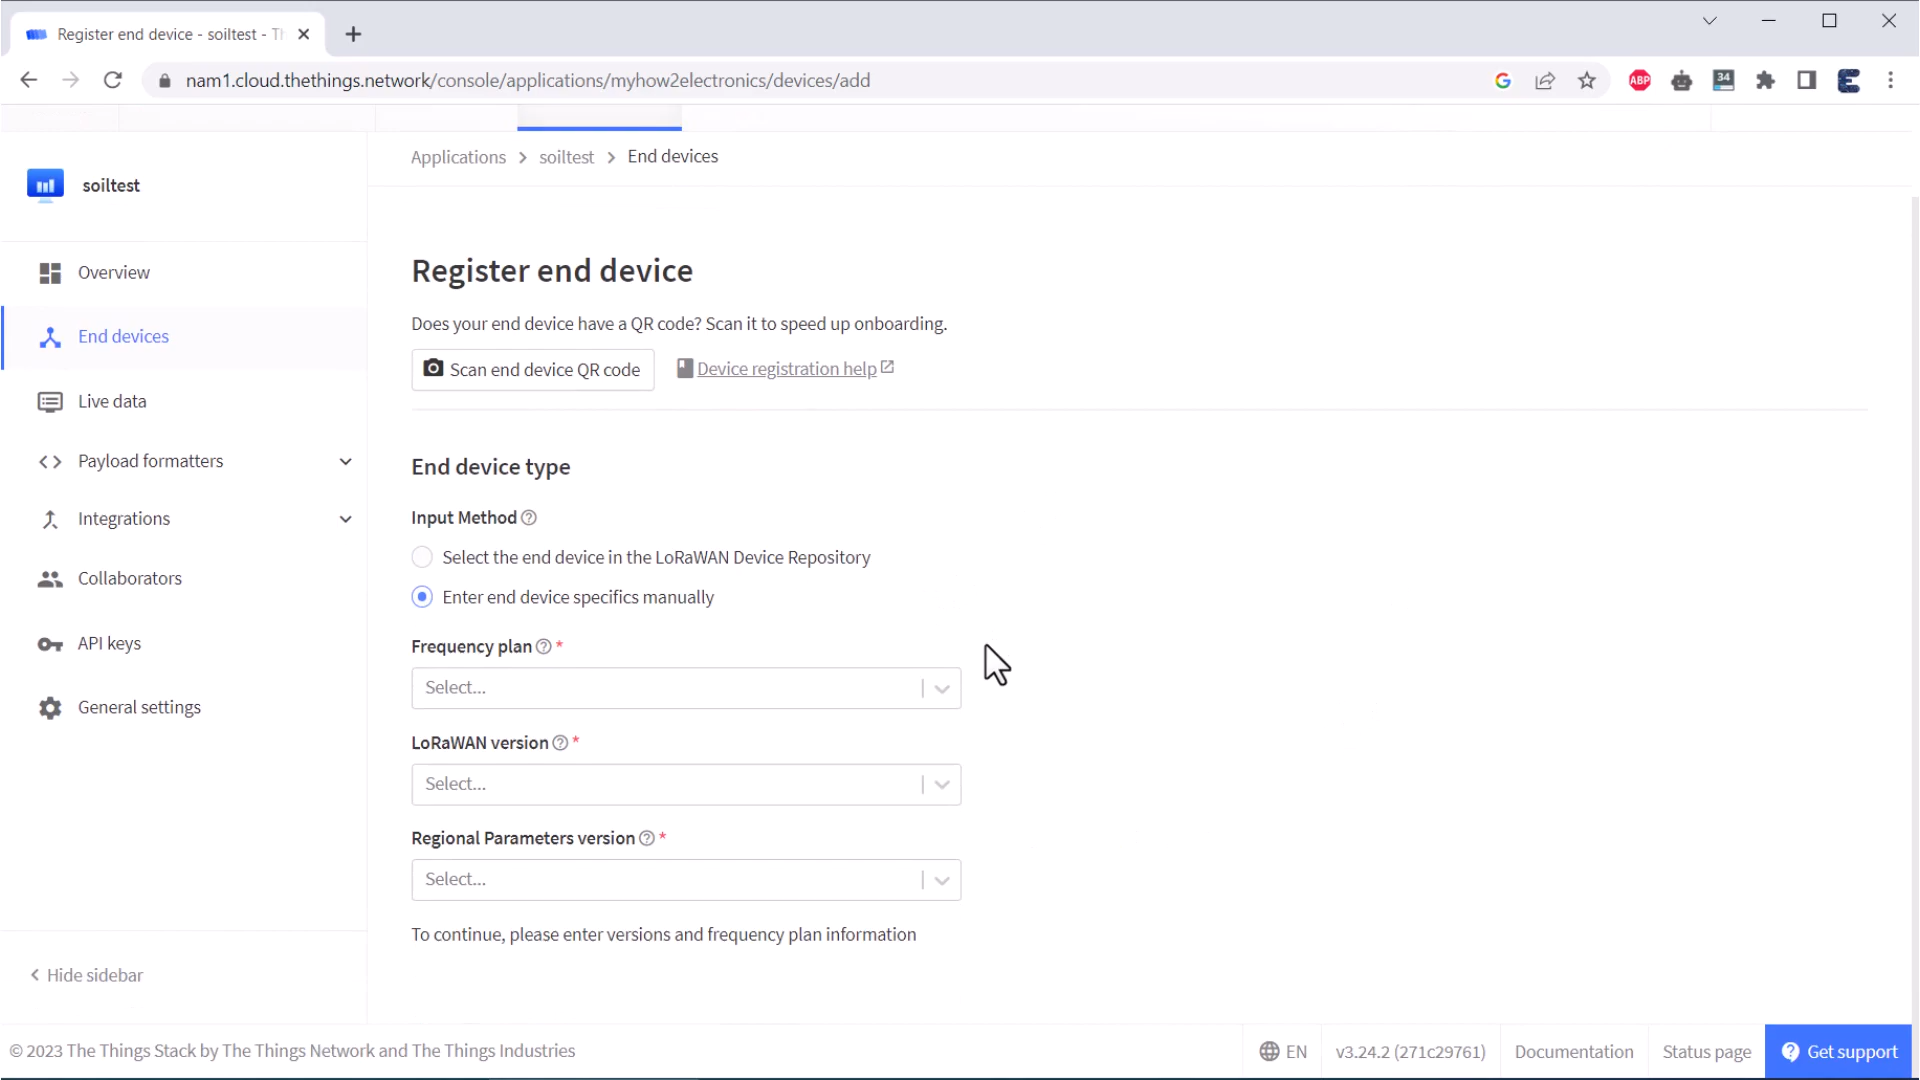 Register end device - soiltest - Th
nam1.cloud.thethings.network/console/applications/myhow2electronics/devices/add
ABP
34
Applications > soiltest > End devices
soiltest
Overview
End devices
Live data
Payload formatters
Integrations
Collaborators
API keys
General settings
Hide sidebar
Register end device
Does your end device have a QR code? Scan it to speed up onboarding.
Scan end device QR code
Device registration help
End device type
Input Method
Select the end device in the LoRaWAN Device Repository
Enter end device specifics manually
Frequency plan *
Select...
LoRaWAN version *
Select...
Regional Parameters version *
Select...
To continue, please enter versions and frequency plan information
© 2023 The Things Stack by The Things Network and The Things Industries
EN
v3.24.2 (271c29761)
Documentation
Status page
Get support